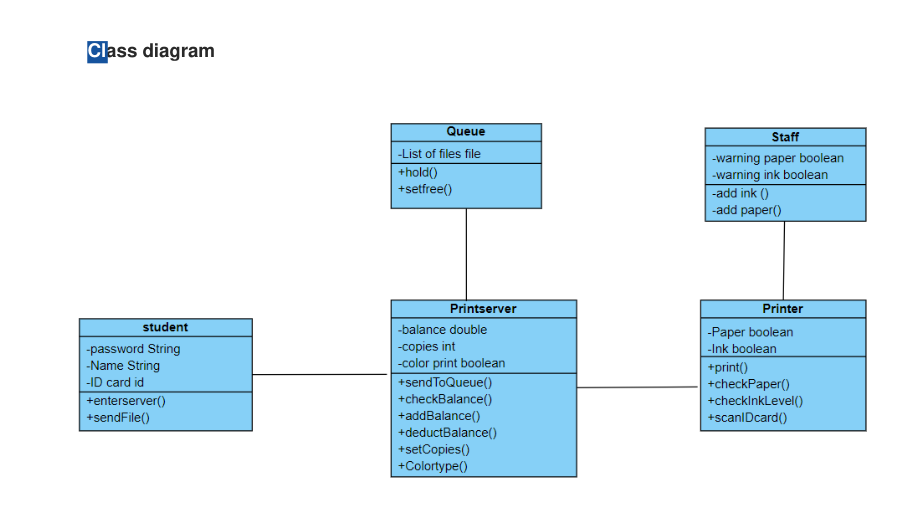 Class diagram
Queue
-List of files file
+hold()
+setfree()
Staff
-warning paper boolean
-warning ink boolean
-add ink ()
-add paper()
student
-password String
-Name String
-ID card id
+enterserver()
+sendFile()
Printserver
-balance double
-copies int
-color print boolean
+sendToQueue()
+checkBalance()
+addBalance()
+deductBalance()
+setCopies()
+Colortype()
Printer
-Paper boolean
-Ink boolean
+print()
+checkPaper()
+checkInkLevel()
+scanIDcard()